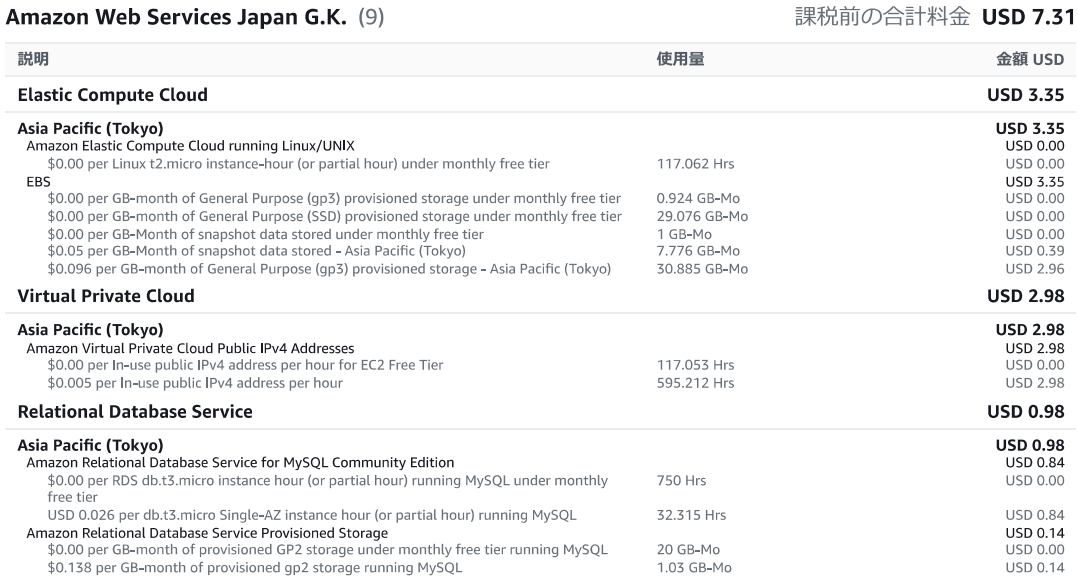 Amazon Web Services Japan G.K. (9) 課税前の合計料金 USD 7.31
説明 使用量 金額 USD
Elastic Compute Cloud USD 3.35
Asia Pacific (Tokyo) USD 3.35
Amazon Elastic Compute Cloud running Linux/UNIX USD 0.00
$0.00 per Linux t2.micro instance-hour (or partial hour) under monthly free tier 117.062 Hrs USD 0.00
EBS USD 3.35
$0.00 per GB-month of General Purpose (gp3) provisioned storage under monthly free tier 0.924 GB-Mo USD 0.00
$0.00 per GB-month of General Purpose (SSD) provisioned storage under monthly free tier 29.076 GB-Mo USD 0.00
$0.00 per GB-Month of snapshot data stored under monthly free tier 1 GB-Mo USD 0.00
$0.05 per GB-Month of snapshot data stored - Asia Pacific (Tokyo) 7.776 GB-Mo USD 0.39
$0.096 per GB-month of General Purpose (gp3) provisioned storage - Asia Pacific (Tokyo) 30.885 GB-Mo USD 2.96
Virtual Private Cloud USD 2.98
Asia Pacific (Tokyo) USD 2.98
Amazon Virtual Private Cloud Public IPv4 Addresses USD 2.98
$0.00 per In-use public IPv4 address per hour for EC2 Free Tier 117.053 Hrs USD 0.00
$0.005 per In-use public IPv4 address per hour 595.212 Hrs USD 2.98
Relational Database Service USD 0.98
Asia Pacific (Tokyo) USD 0.98
Amazon Relational Database Service for MySQL Community Edition USD 0.84
$0.00 per RDS db.t3.micro instance hour (or partial hour) running MySQL under monthly 750 Hrs USD 0.00
free tier
USD 0.026 per db.t3.micro Single-AZ instance hour (or partial hour) running MySQL 32.315 Hrs USD 0.84
Amazon Relational Database Service Provisioned Storage USD 0.14
$0.00 per GB-month of provisioned GP2 storage under monthly free tier running MySQL 20 GB-Mo USD 0.00
$0.138 per GB-month of provisioned gp2 storage running MySQL 1.03 GB-Mo USD 0.14